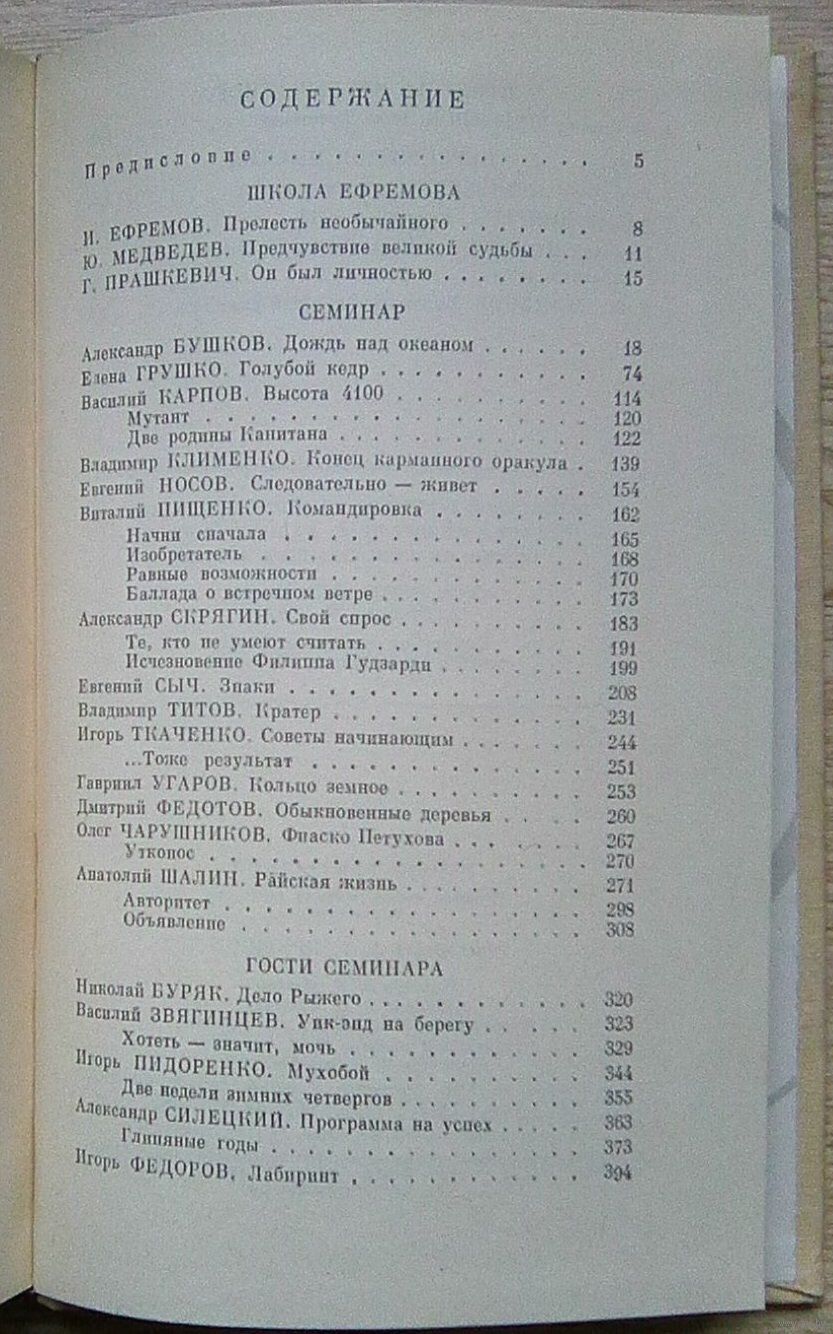 СОДЕРЖАНИЕ
Предисловие . . . . . . . . . . . . . . . 5
ШКОЛА ЕФРЕМОВА
И. ЕФРЕМОВ. Прелесть необычайного . . . . . . . 8
Ю. МЕДВЕДЕВ. Предчувствие великой судьбы . . . 11
Г. ПРАШКЕВИЧ. Он был личностью . . . . . . . . 15
СЕМИНАР
Александр БУШКОВ. Дождь над океаном . . . . . . 18
Елена ГРУШКО. Голубой кедр . . . . . . . . . . 74
Василий КАРПОВ. Высота 4100 . . . . . . . . . . 114
Мутант . . . . . . . . . . . . . . . . 120
Две родины Капитана . . . . . . . . . . . 122
Владимир КЛИМЕНКО. Конец карманного оракула . 139
Евгений НОСОВ. Следовательно — живет . . . . . 154
Виталий ПИЩЕНКО. Командировка . . . . . . . . 162
Начни сначала . . . . . . . . . . . . . . 165
Изобретатель . . . . . . . . . . . . . . . 168
Равные возможности . . . . . . . . . . . . 170
Баллада о встречном ветре . . . . . . . . . 173
Александр СКРЯГИН. Свой спрос . . . . . . . . . . 183
Те, кто не умеют считать . . . . . . . . . . 191
Исчезновение Филиппа Гудзарди . . . . . . . 199
Евгений СЫЧ. Знаки . . . . . . . . . . . . . . 208
Владимир ТИТОВ. Кратер . . . . . . . . . . . . 231
Игорь ТКАЧЕНКО. Советы начинающим . . . . . . . 244
...Тоже результат . . . . . . . . . . . . . 251
Гавриил УГАРОВ. Кольцо земное . . . . . . . . . 253
Дмитрий ФЕДОТОВ. Обыкновенные деревья . . . . 260
Олег ЧАРУШНИКОВ. Фиаско Петухова . . . . . . . 267
Утконос . . . . . . . . . . . . . . . . . 270
Анатолий ШАЛИН. Райская жизнь . . . . . . . . . 271
Авторитет . . . . . . . . . . . . . . . . 298
Объявление . . . . . . . . . . . . . . . . 308
ГОСТИ СЕМИНАРА
Николай БУРЯК. Дело Рыжего . . . . . . . . . . . 320
Василий ЗВЯГИНЦЕВ. Уик-энд на берегу . . . . . 323
Хотеть — значит, мочь . . . . . . . . . . . 329
Игорь ПИДОРЕНКО. Мухобой . . . . . . . . . . 344
Две недели зимних четвергов . . . . . . . . . 355
Александр СИЛЕЦКИЙ. Программа на успех . . . . . 363
Глиняные годы . . . . . . . . . . . . . . . 373
Игорь ФЕДОРОВ. Лабиринт . . . . . . . . . . . . 394